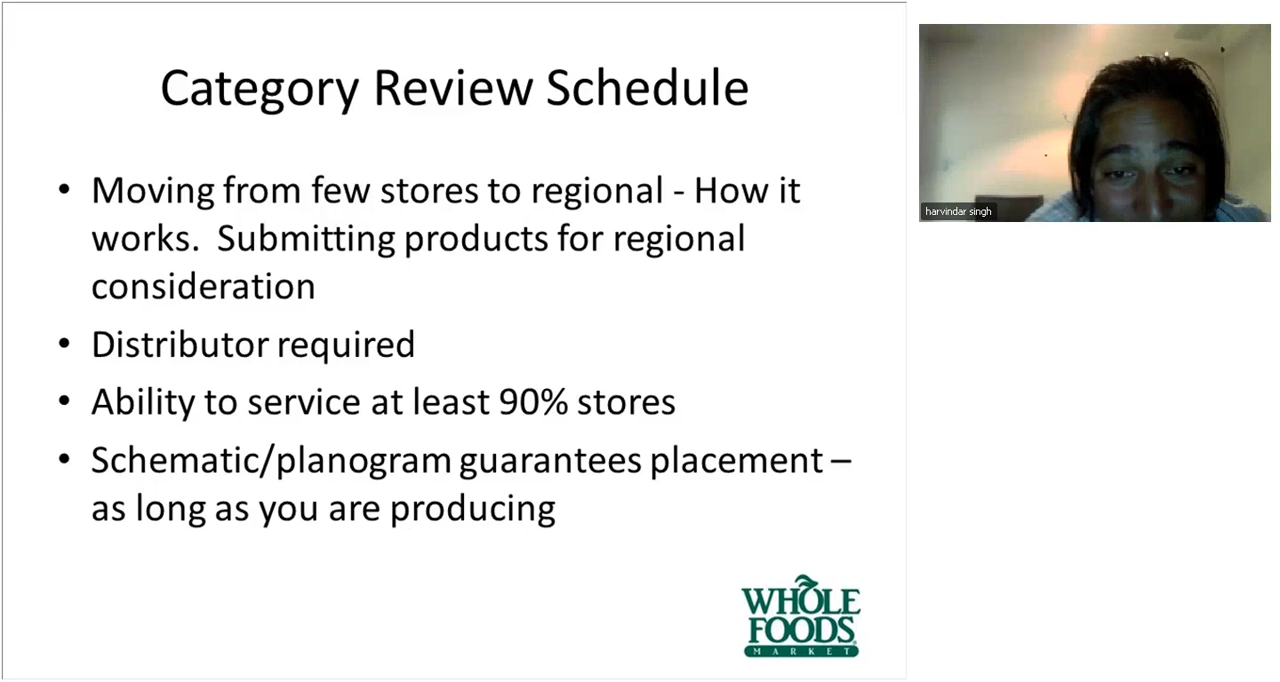 Category Review Schedule
• Moving from few stores to regional - How it
works.  Submitting products for regional
consideration
• Distributor required
• Ability to service at least 90% stores
• Schematic/planogram guarantees placement –
as long as you are producing
WHOLE
FOODS
MARKET
harvindar singh